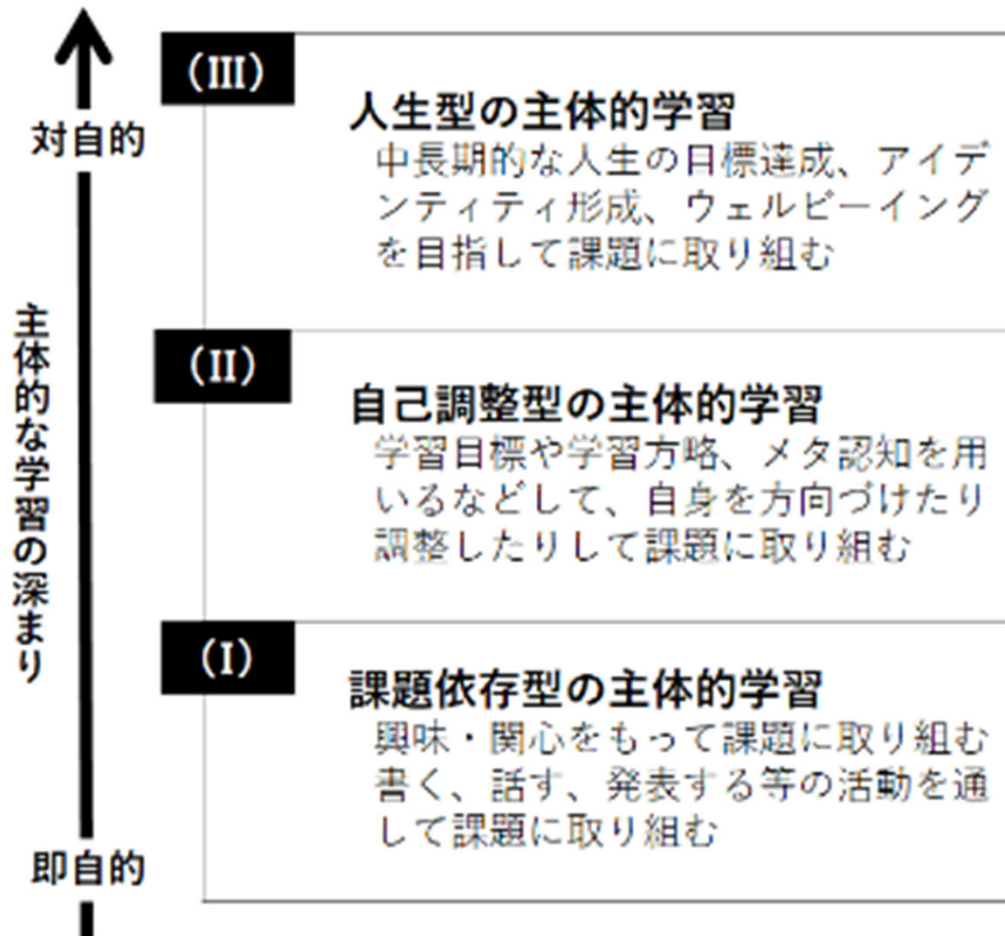 対自的
主体的な学習の深まり
即自的
(III)
人生型の主体的学習
中長期的な人生の目標達成、アイデ
ンティティ形成、ウェルビーイング
を目指して課題に取り組む
(II)
自己調整型の主体的学習
学習目標や学習方略、メタ認知を用
いるなどして、自身を方向づけたり
調整したりして課題に取り組む
(I)
課題依存型の主体的学習
興味・関心をもって課題に取り組む
書く、話す、発表する等の活動を通
して課題に取り組む